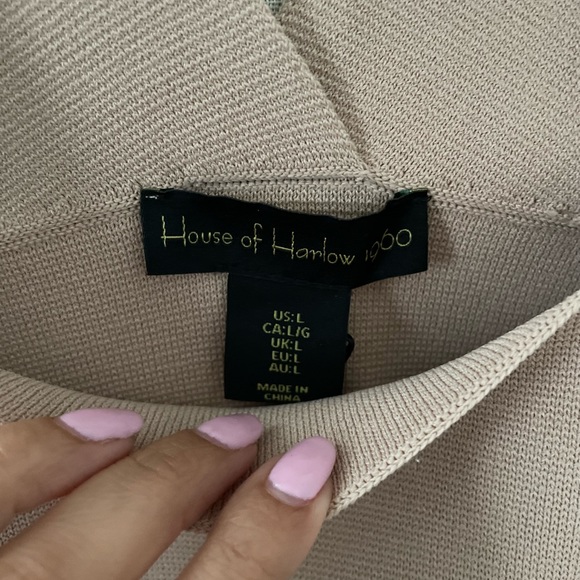 House of Harlow 1960
US:L
CA:L/G
UK:L
EU:L
AU:L
MADE IN
CHINA